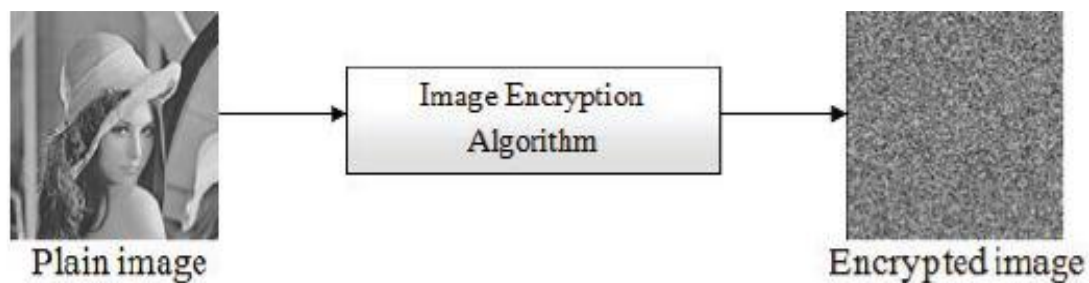 Image Encryption
Algorithm
Plain image
Encrypted image